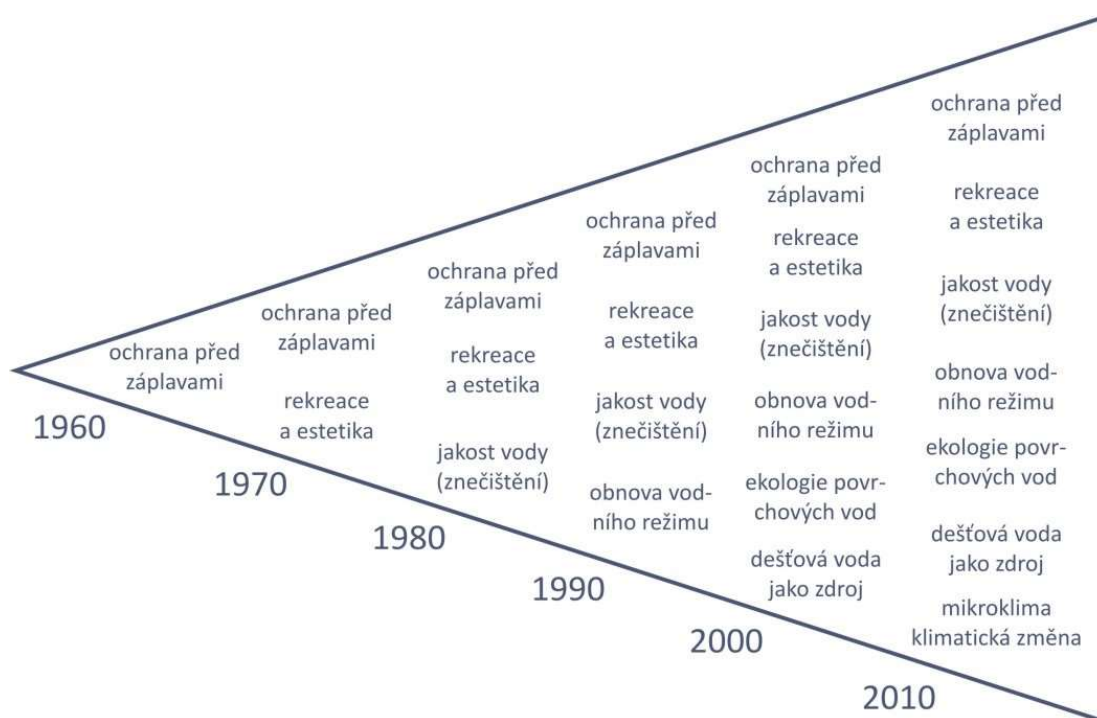 ochrana před
záplavami
1960
ochrana před
záplavami
rekreace
a estetika
1970
ochrana před
záplavami
rekreace
a estetika
jakost vody
(znečištění)
1980
ochrana před
záplavami
rekreace
a estetika
jakost vody
(znečištění)
obnova vod-
ního režimu
1990
ochrana před
záplavami
rekreace
a estetika
jakost vody
(znečištění)
obnova vod-
ního režimu
ekologie povr-
chových vod
dešťová voda
jako zdroj
2000
ochrana před
záplavami
rekreace
a estetika
jakost vody
(znečištění)
obnova vod-
ního režimu
ekologie povr-
chových vod
dešťová voda
jako zdroj
mikroklima
klimatická změna
2010